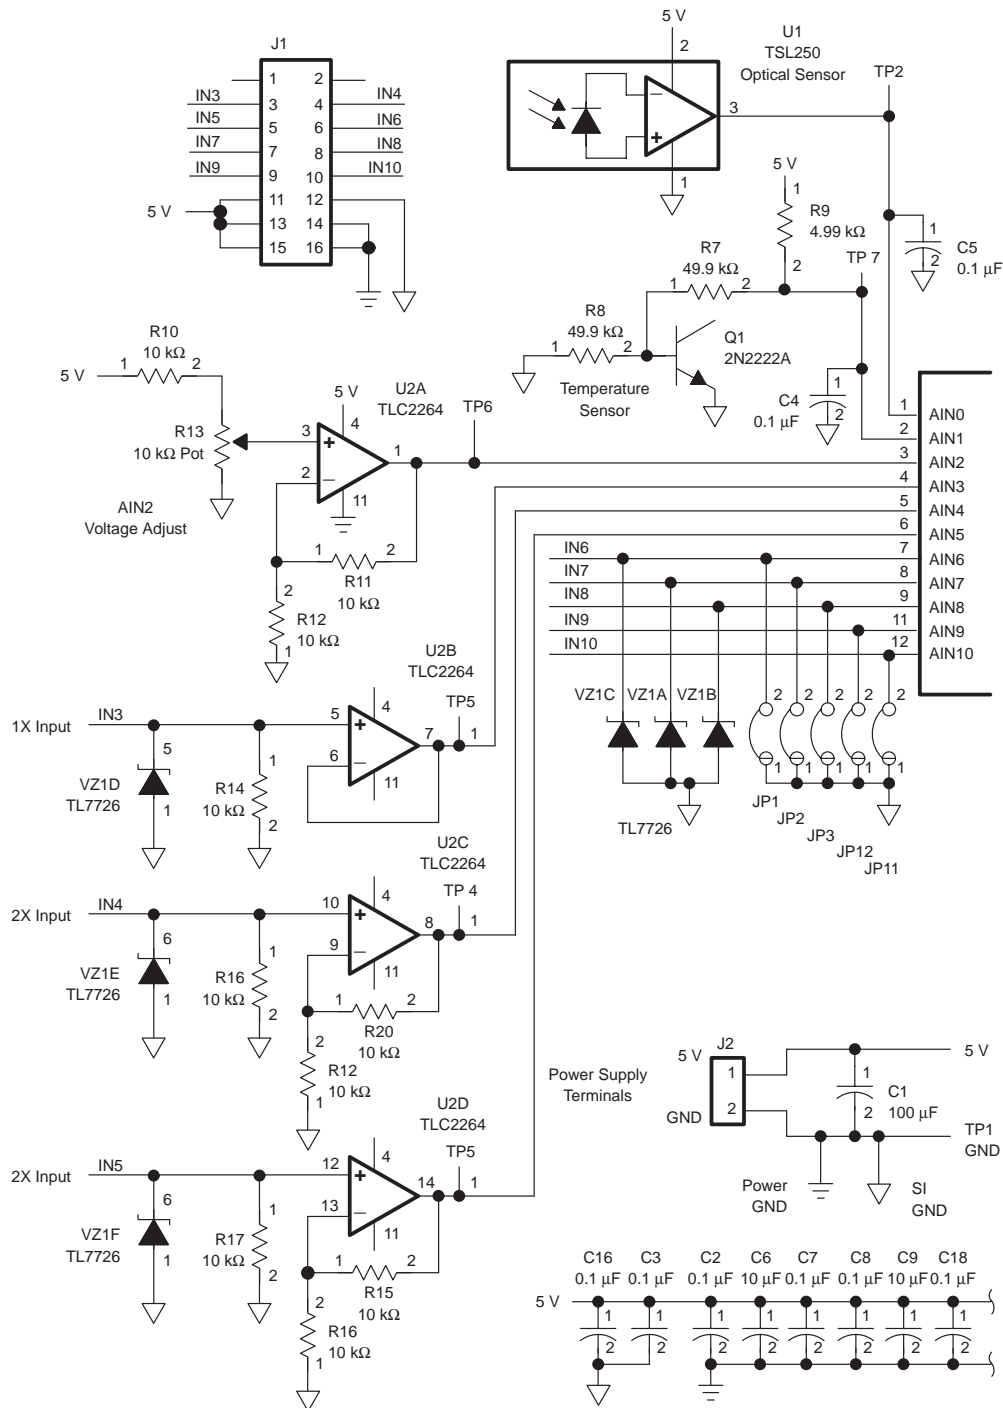 J1
1 2
IN3 3 4 IN4
IN5 5 6 IN6
IN7 7 8 IN8
IN9 9 10 IN10
11 12
5 V
13 14
15 16
5 V
2
U1
TSL250
Optical Sensor
TP2
3
1
5 V
1
R9
4.99 kΩ
2
TP 7
1
2
C5
0.1 µF
R7
49.9 kΩ
1 2
R8
49.9 kΩ
1 2
Q1
2N2222A
Temperature
Sensor
C4
0.1 µF
1
2
R10
10 kΩ
1 2
5 V
R13
10 kΩ Pot
AIN2
Voltage Adjust
5 V
U2A
TLC2264
TP6
4
3
1
2
11
1 2
R11
10 kΩ
2
R12
10 kΩ
1
1 AIN0
2 AIN1
3 AIN2
4 AIN3
5 AIN4
6 AIN5
IN6 7 AIN6
IN7 8 AIN7
IN8 9 AIN8
IN9 11 AIN9
IN10 12 AIN10
VZ1C VZ1A VZ1B
2 2 2 2 2
1 1 1 1 1
TL7726
JP1
JP2
JP3
JP12
JP11
U2B
TLC2264
TP5
1X Input
IN3
5
VZ1D
TL7726
1
1
R14
10 kΩ
2
5
4
7 1
6
11
U2C
TLC2264
TP 4
2X Input
IN4
6
VZ1E
TL7726
1
1
R16
10 kΩ
2
10
4
8 1
9
11
1 2
R20
10 kΩ
2
R12
10 kΩ
1
U2D
TLC2264
TP5
2X Input
IN5
6
VZ1F
TL7726
1
1
R17
10 kΩ
2
12
4
14 1
13
11
1 2
R15
10 kΩ
2
R16
10 kΩ
1
Power Supply
Terminals
J2
5 V 1
GND 2
1
C1
100 µF
2
5 V
TP1
GND
Power
GND
SI
GND
C16 C3 C2 C6 C7 C8 C9 C18
0.1 µF 0.1 µF 0.1 µF 10 µF 0.1 µF 0.1 µF 10 µF 0.1 µF
5 V
1 1 1 1 1 1 1 1
2 2 2 2 2 2 2 2